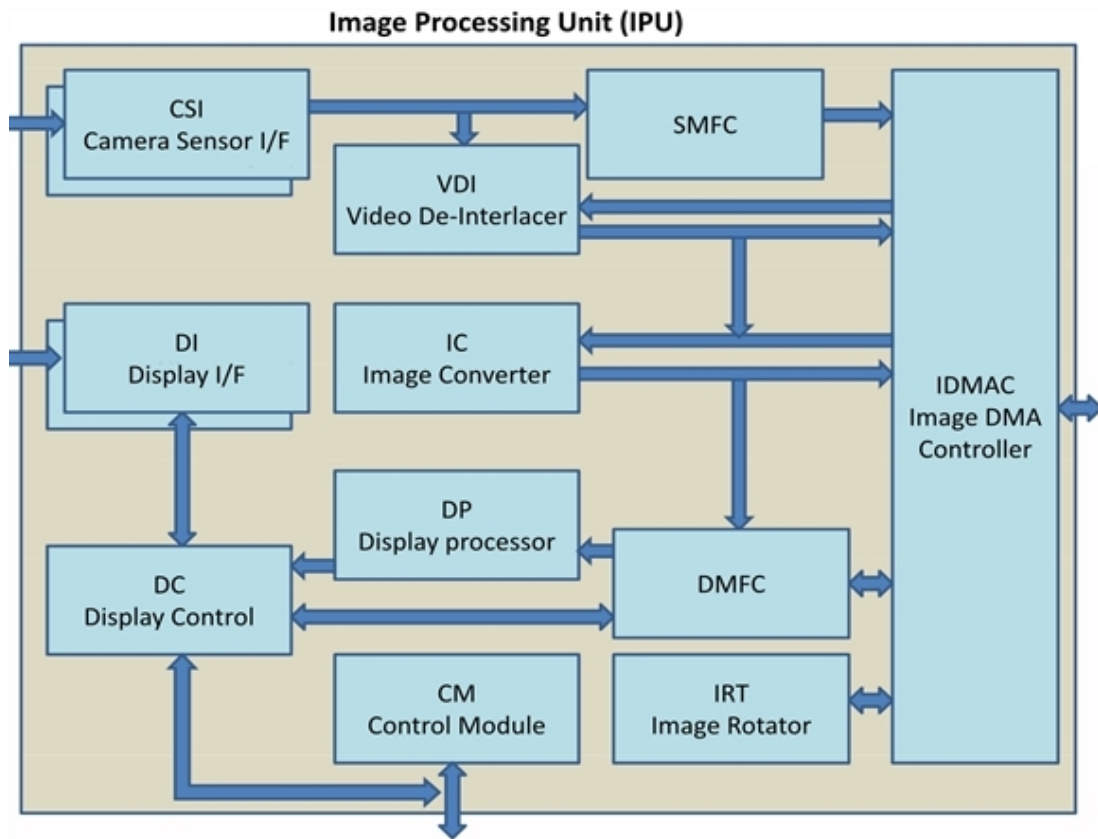 Image Processing Unit (IPU)
CSI
Camera Sensor I/F
SMFC
VDI
Video De-Interlacer
DI
Display I/F
IC
Image Converter
IDMAC
Image DMA
Controller
DP
Display processor
DC
Display Control
DMFC
CM
Control Module
IRT
Image Rotator